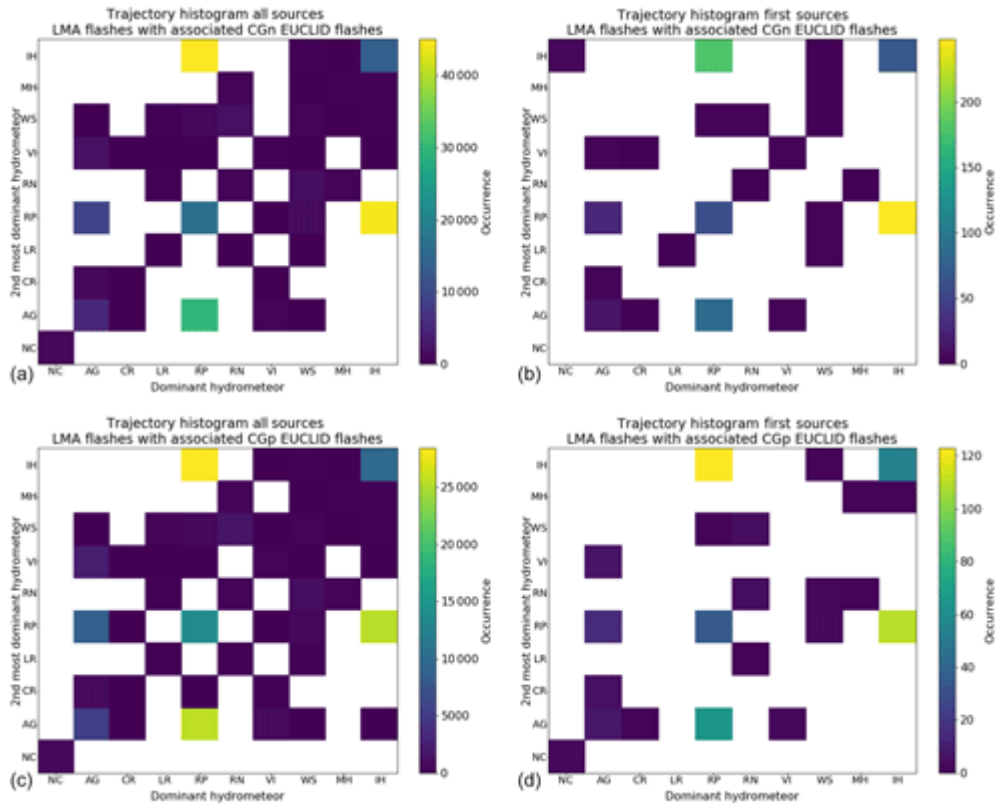 Trajectory histogram all sources
LMA flashes with associated CGn EUCLID flashes
2nd most dominant hydrometeor
IH
MH
WS
VI
RN
RP
LR
CR
AG
NC
NC AG CR LR RP RN VI WS MH IH
Dominant hydrometeor
40 000
30 000
20 000
10 000
0
Occurrence
(a)
Trajectory histogram first sources
LMA flashes with associated CGn EUCLID flashes
2nd most dominant hydrometeor
IH
MH
WS
VI
RN
RP
LR
CR
AG
NC
NC AG CR LR RP RN VI WS MH IH
Dominant hydrometeor
200
150
100
50
0
Occurrence
(b)
Trajectory histogram all sources
LMA flashes with associated CGp EUCLID flashes
2nd most dominant hydrometeor
IH
MH
WS
VI
RN
RP
LR
CR
AG
NC
NC AG CR LR RP RN VI WS MH IH
Dominant hydrometeor
25 000
20 000
15 000
10 000
5000
0
Occurrence
(c)
Trajectory histogram first sources
LMA flashes with associated CGp EUCLID flashes
2nd most dominant hydrometeor
IH
MH
WS
VI
RN
RP
LR
CR
AG
NC
NC AG CR LR RP RN VI WS MH IH
Dominant hydrometeor
120
100
80
60
40
20
0
Occurrence
(d)